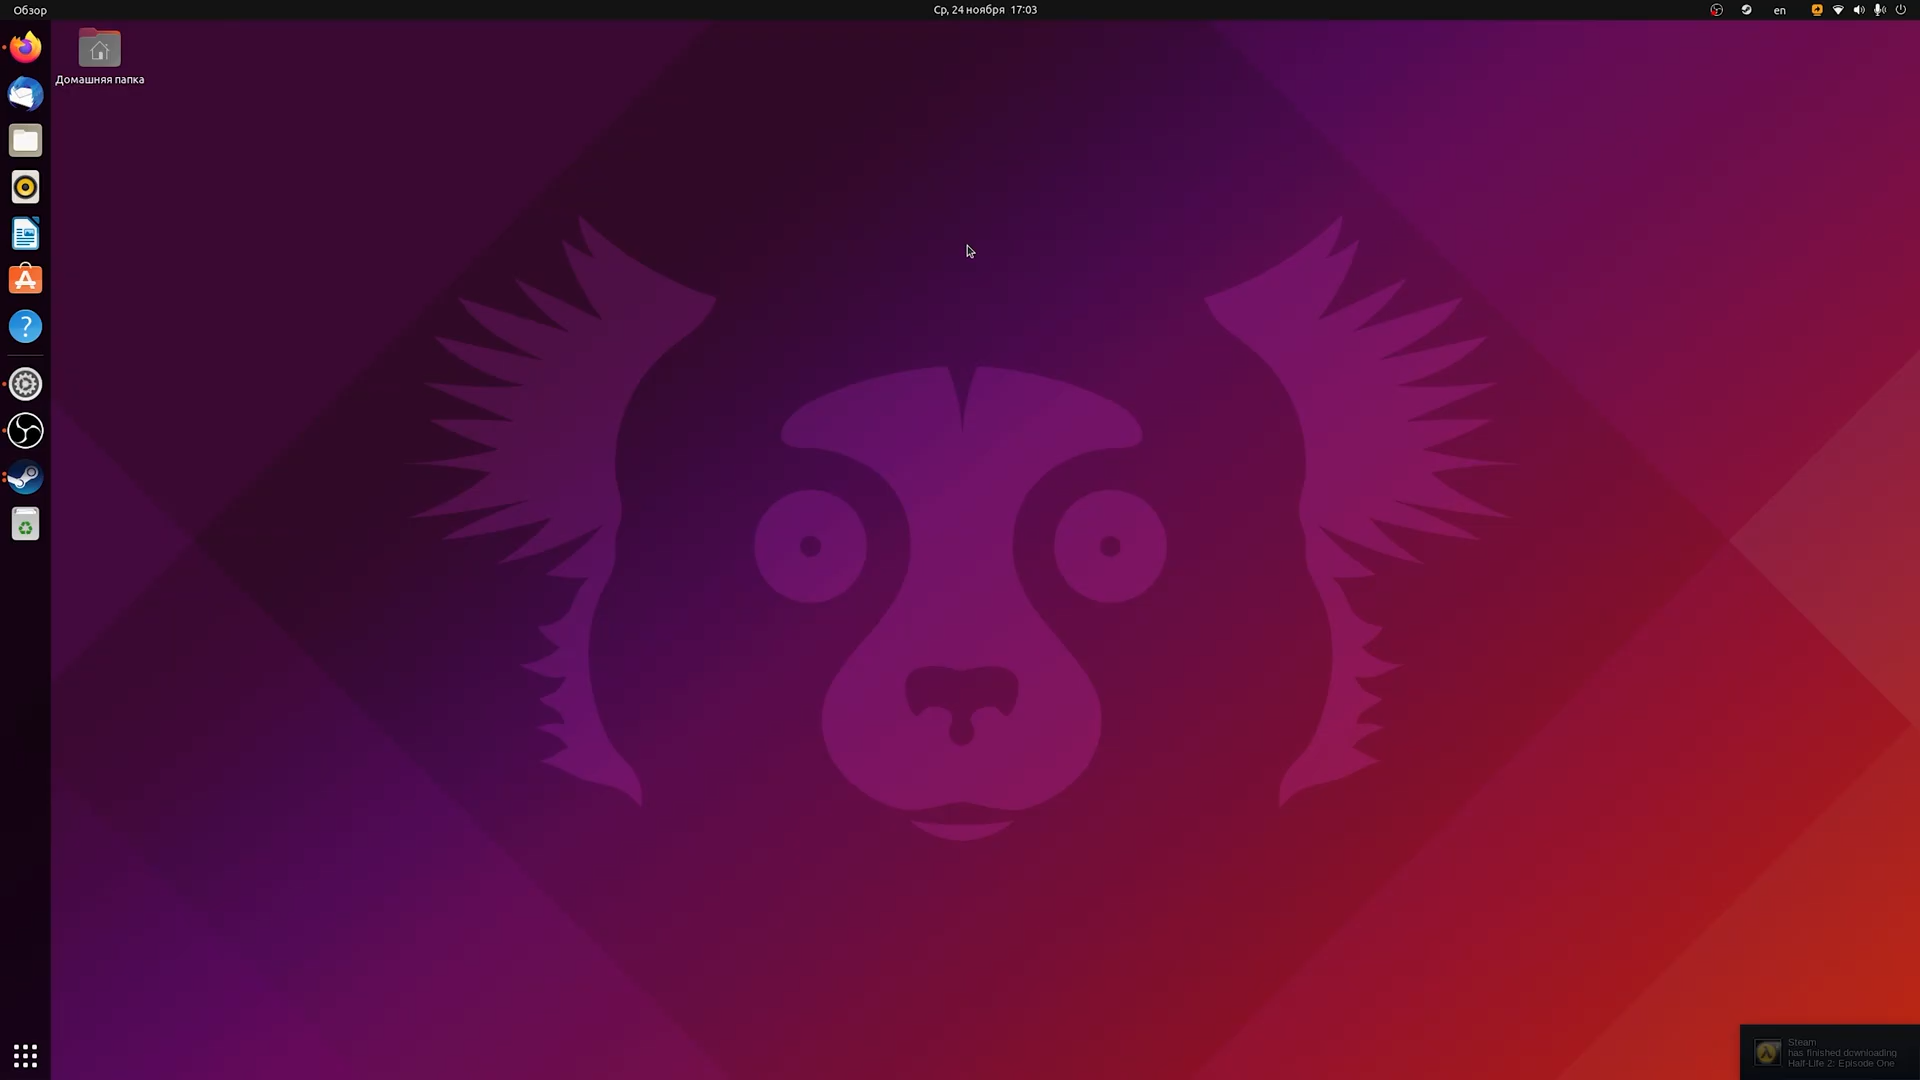 Обзор
Ср, 24 ноября 17:03
en
Домашняя папка
Steam
has finished downloading
Half-Life 2: Episode One